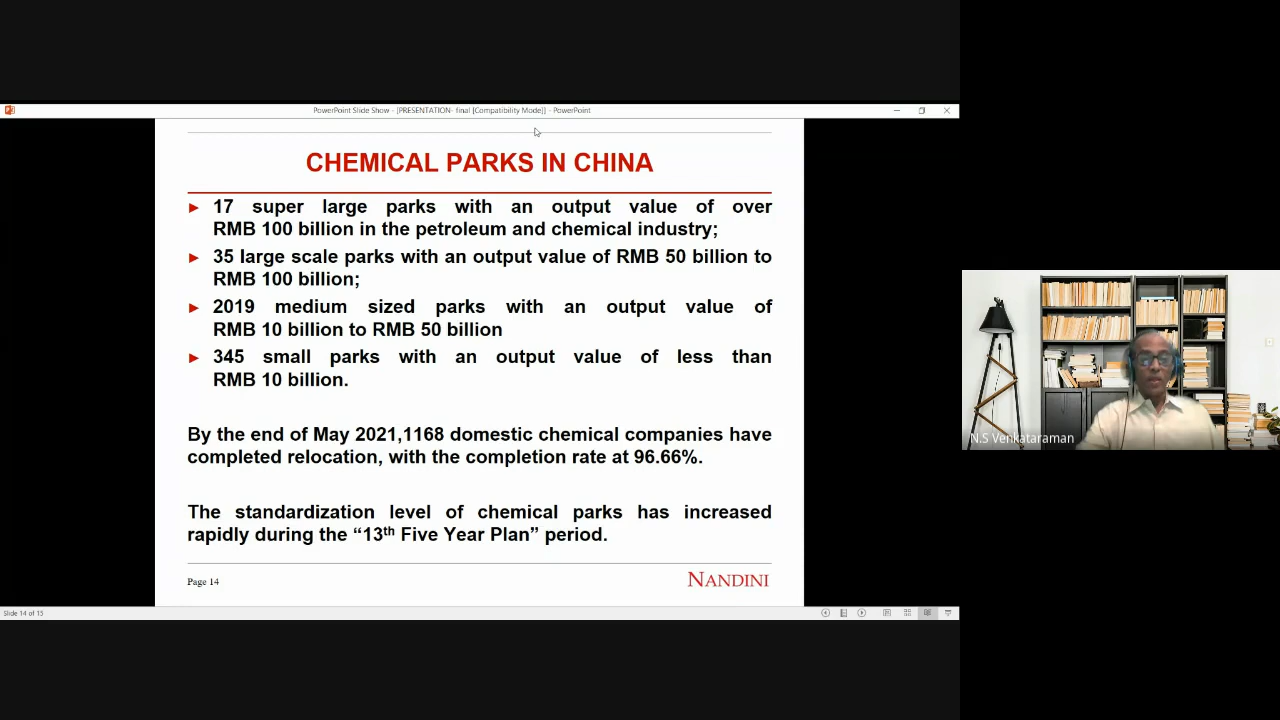 PowerPoint Slide Show - [PRESENTATION- final [Compatibility Mode]] - PowerPoint
CHEMICAL PARKS IN CHINA
17 super large parks with an output value of over
RMB 100 billion in the petroleum and chemical industry;
35 large scale parks with an output value of RMB 50 billion to
RMB 100 billion;
2019 medium sized parks with an output value of
RMB 10 billion to RMB 50 billion
345 small parks with an output value of less than
RMB 10 billion.
By the end of May 2021,1168 domestic chemical companies have
completed relocation, with the completion rate at 96.66%.
The standardization level of chemical parks has increased
rapidly during the “13th Five Year Plan” period.
Page 14
NANDINI
Slide 14 of 15
N.S Venkataraman